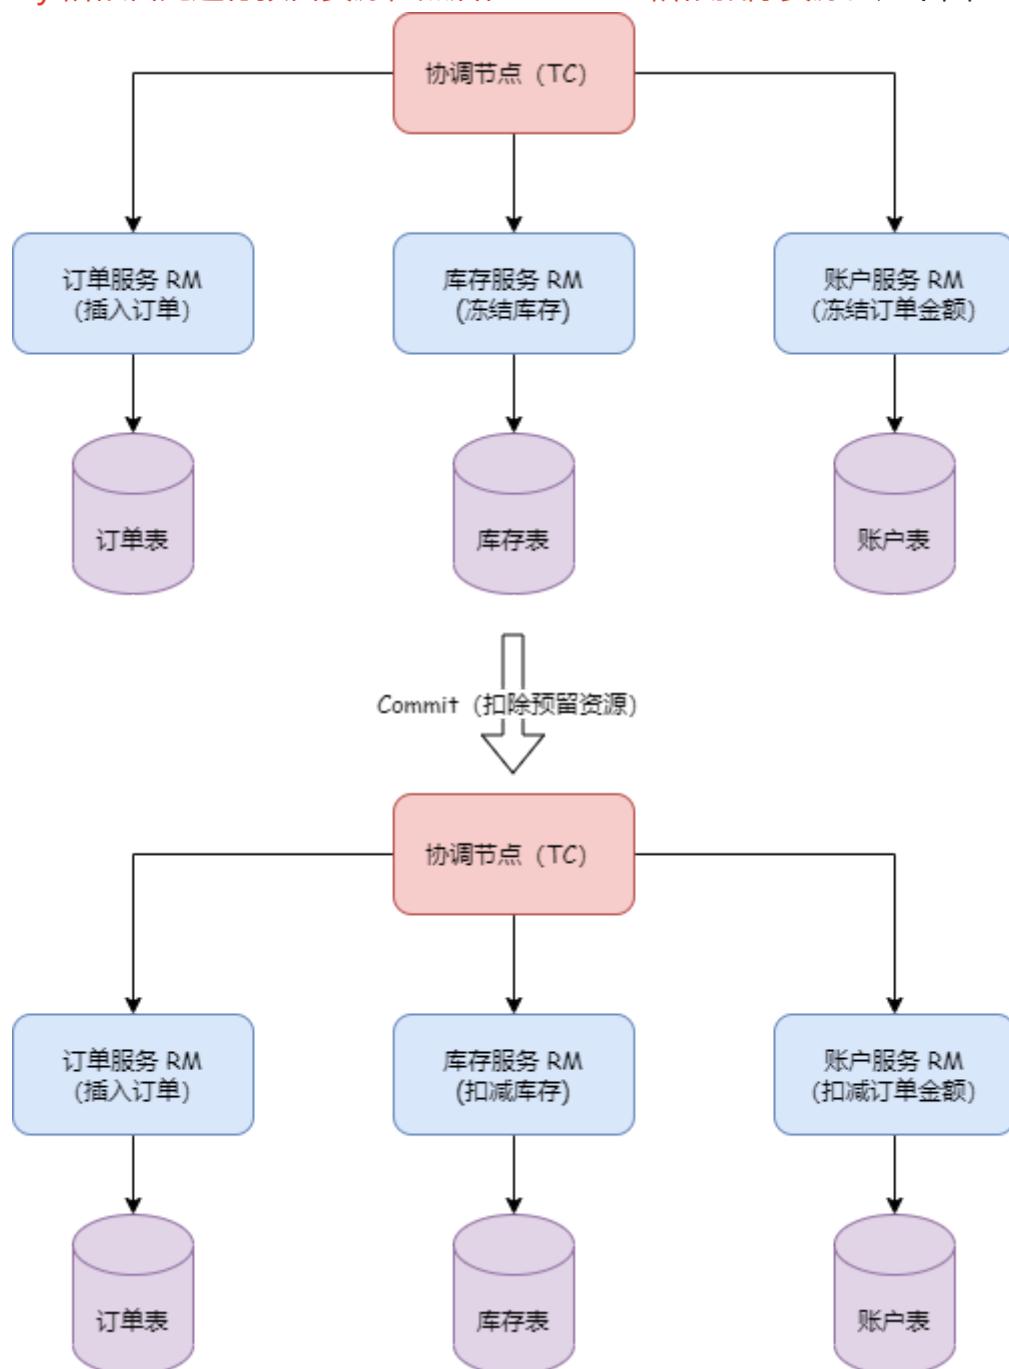 协调节点（TC）
订单服务 RM
（插入订单）
库存服务 RM
(冻结库存)
账户服务 RM
（冻结订单金额）
订单表
库存表
账户表
Commit（扣除预留资源）
协调节点（TC）
订单服务 RM
（插入订单）
库存服务 RM
(扣减库存)
账户服务 RM
（扣减订单金额）
订单表
库存表
账户表